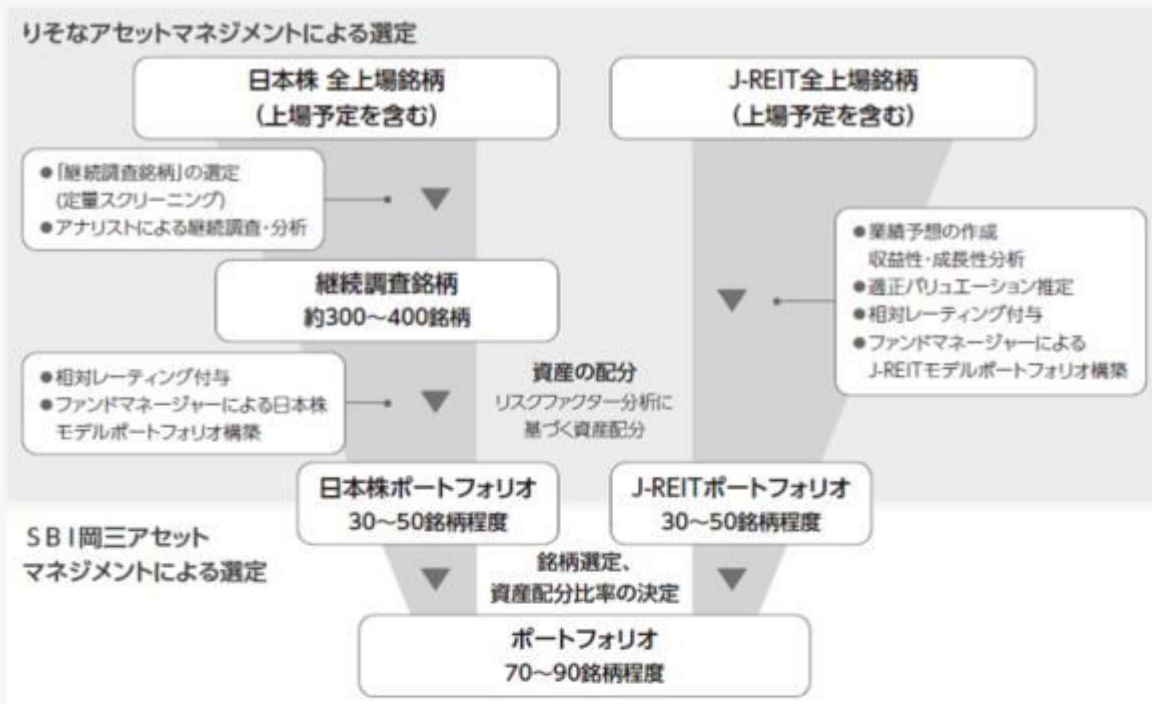 りそなアセットマネジメントによる選定
日本株 全上場銘柄
(上場予定を含む)
J-REIT全上場銘柄
(上場予定を含む)
●「継続調査銘柄」の選定
(定量スクリーニング)
●アナリストによる継続調査・分析
継続調査銘柄
約300〜400銘柄
●業績予想の作成
収益性・成長性分析
●適正バリュエーション推定
●相対レーティング付与
●ファンドマネージャーによる
J-REITモデルポートフォリオ構築
●相対レーティング付与
●ファンドマネージャーによる日本株
モデルポートフォリオ構築
資産の配分
リスクファクター分析に
基づく資産配分
日本株ポートフォリオ
30〜50銘柄程度
J-REITポートフォリオ
30〜50銘柄程度
SBI岡三アセット
マネジメントによる選定
銘柄選定、
資産配分比率の決定
ポートフォリオ
70〜90銘柄程度